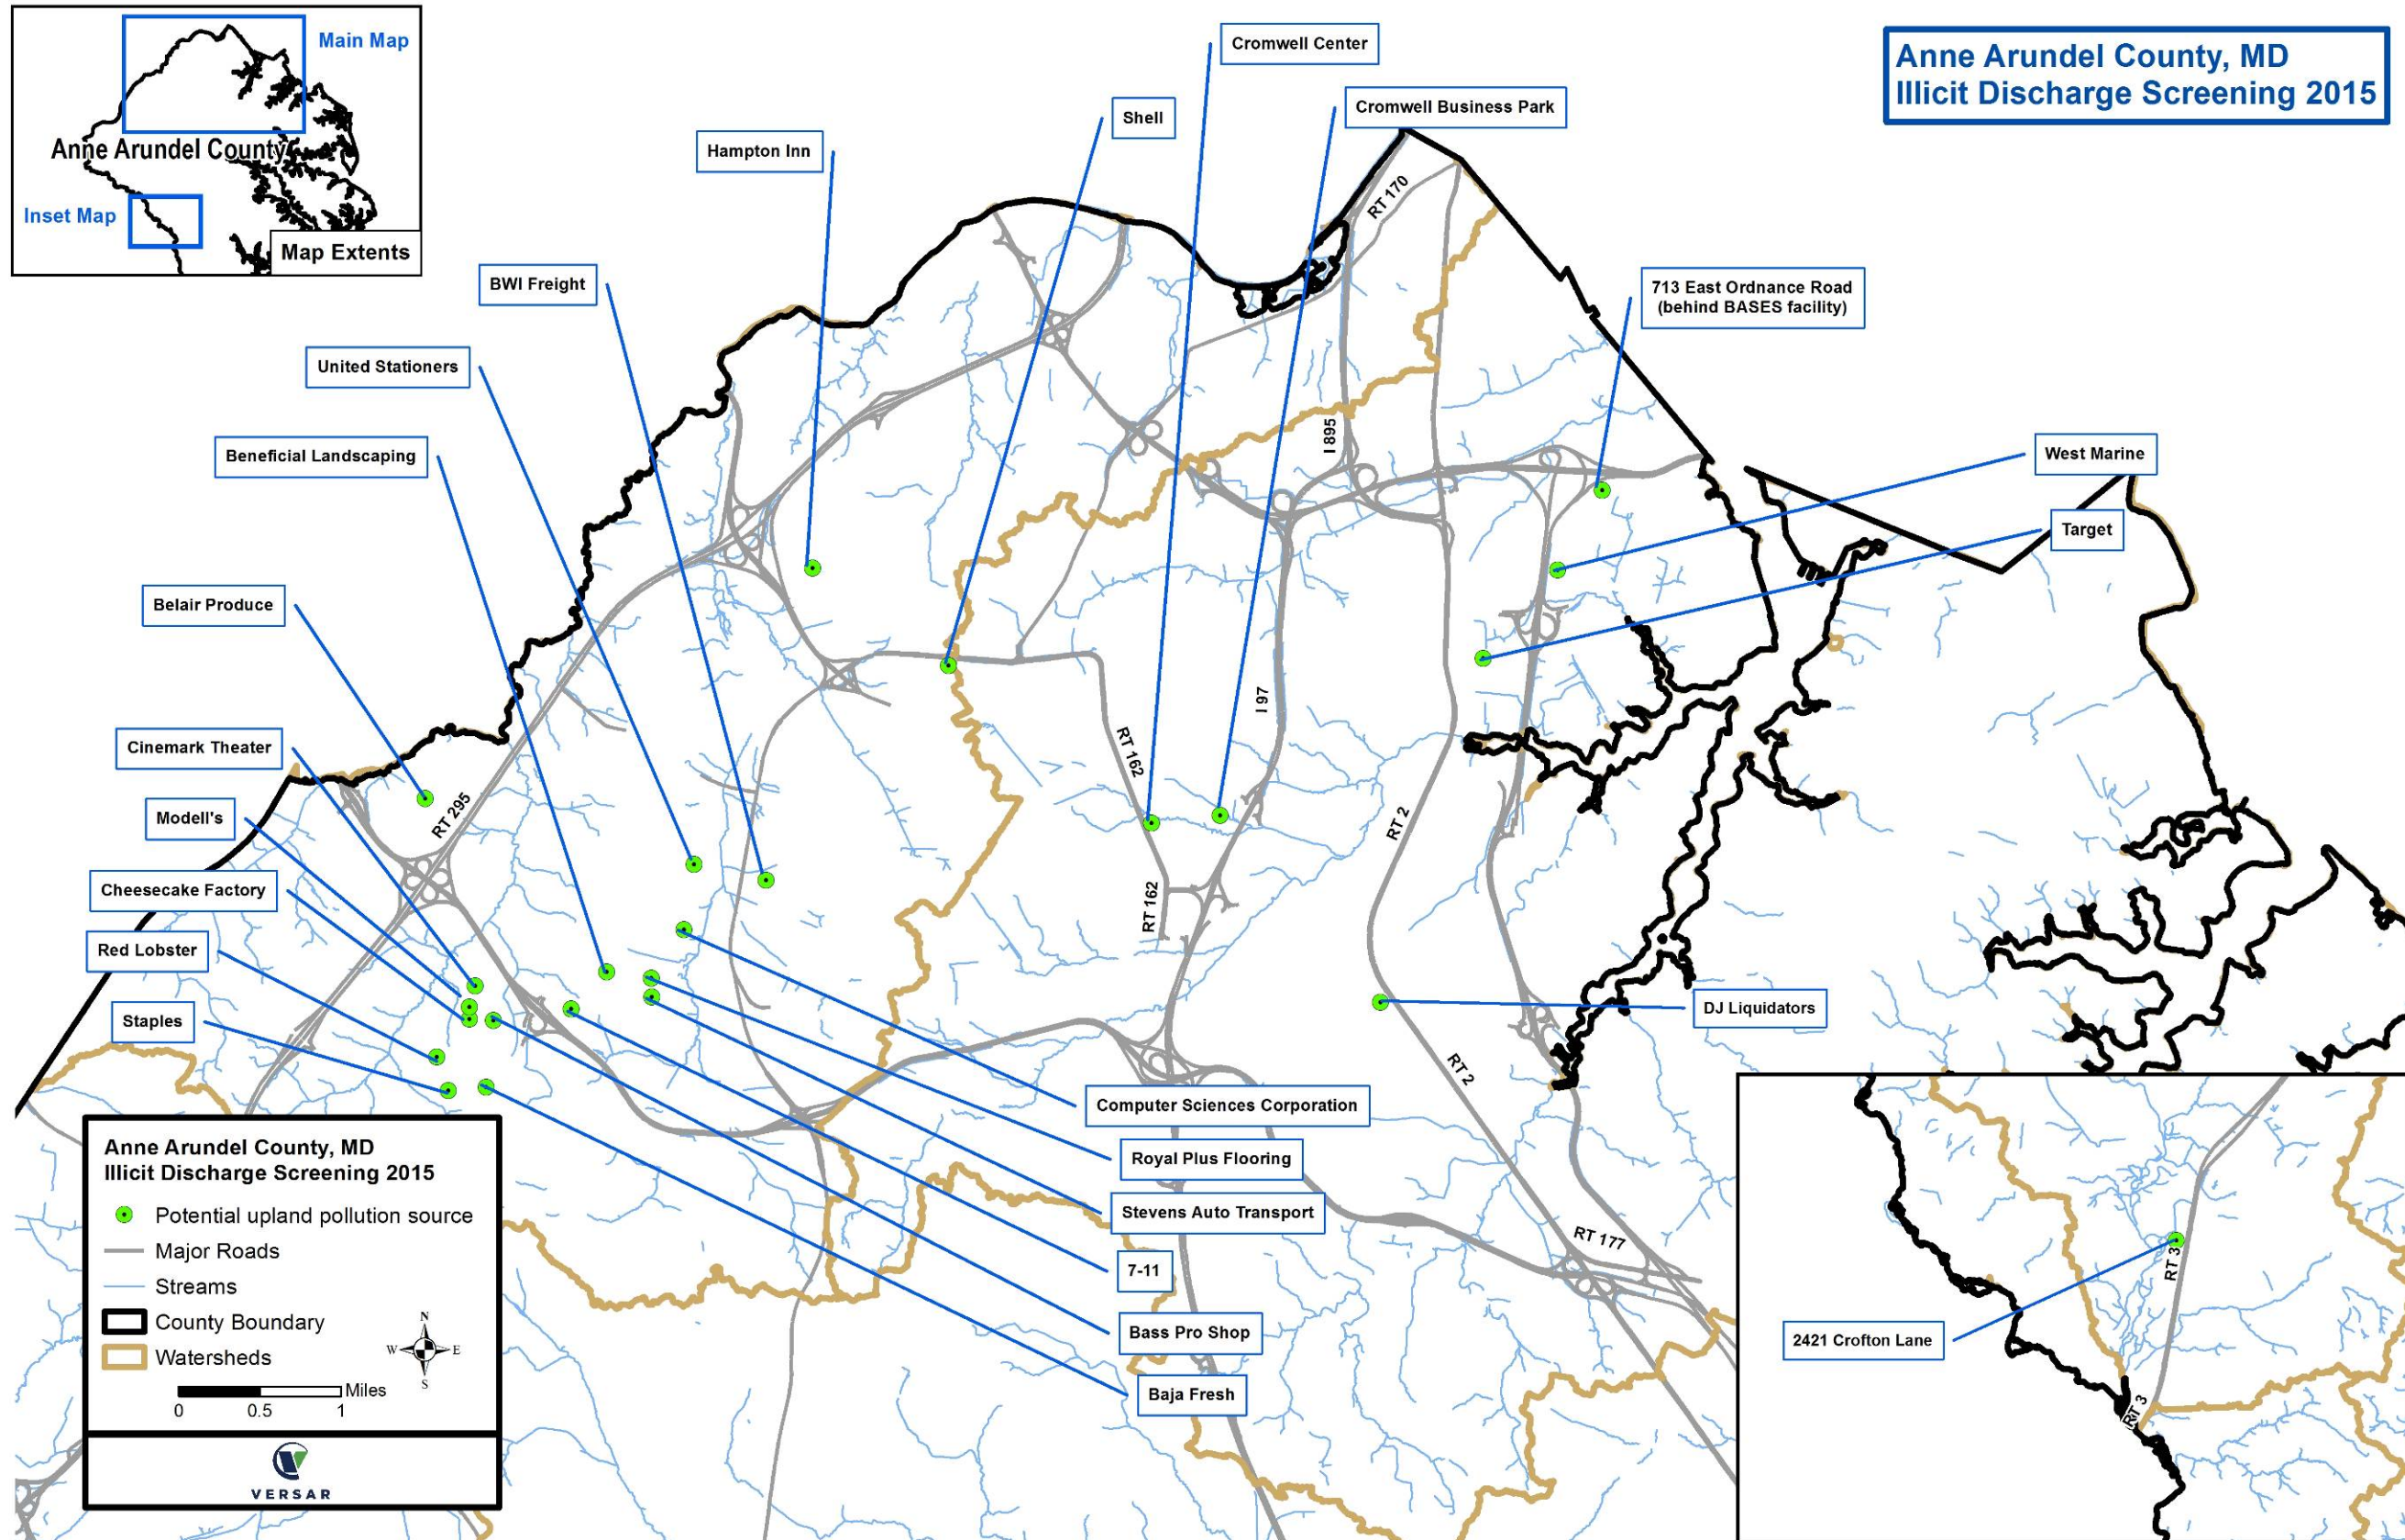 Main Map
Anne Arundel County
Inset Map
Map Extents
Anne Arundel County, MD
Illicit Discharge Screening 2015
Cromwell Center
Cromwell Business Park
Shell
Hampton Inn
RT 170
BWI Freight
713 East Ordnance Road
(behind BASES facility)
United Stationers
Beneficial Landscaping
I 895
West Marine
Target
Belair Produce
I 97
Cinemark Theater
RT 162
Modell's
RT 295
RT 2
Cheesecake Factory
RT 162
Red Lobster
Staples
DJ Liquidators
RT 2
Computer Sciences Corporation
Royal Plus Flooring
Stevens Auto Transport
7-11
RT 177
Bass Pro Shop
Baja Fresh
RT 3
2421 Crofton Lane
RT 3
Anne Arundel County, MD
Illicit Discharge Screening 2015
Potential upland pollution source
Major Roads
Streams
County Boundary
Watersheds
N
W E
S
Miles
0 0.5 1
VERSAR